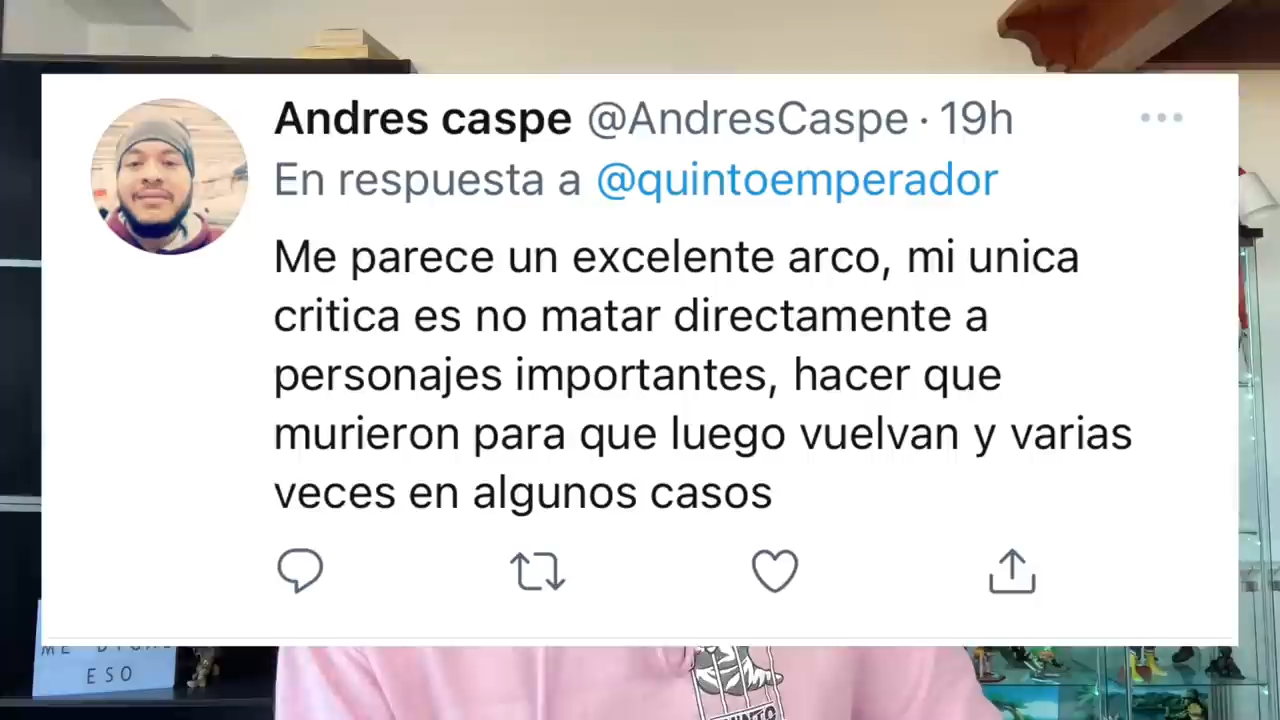 Andres caspe @AndresCaspe · 19h
En respuesta a @quintoemperador
Me parece un excelente arco, mi unica
critica es no matar directamente a
personajes importantes, hacer que
murieron para que luego vuelvan y varias
veces en algunos casos
ESO